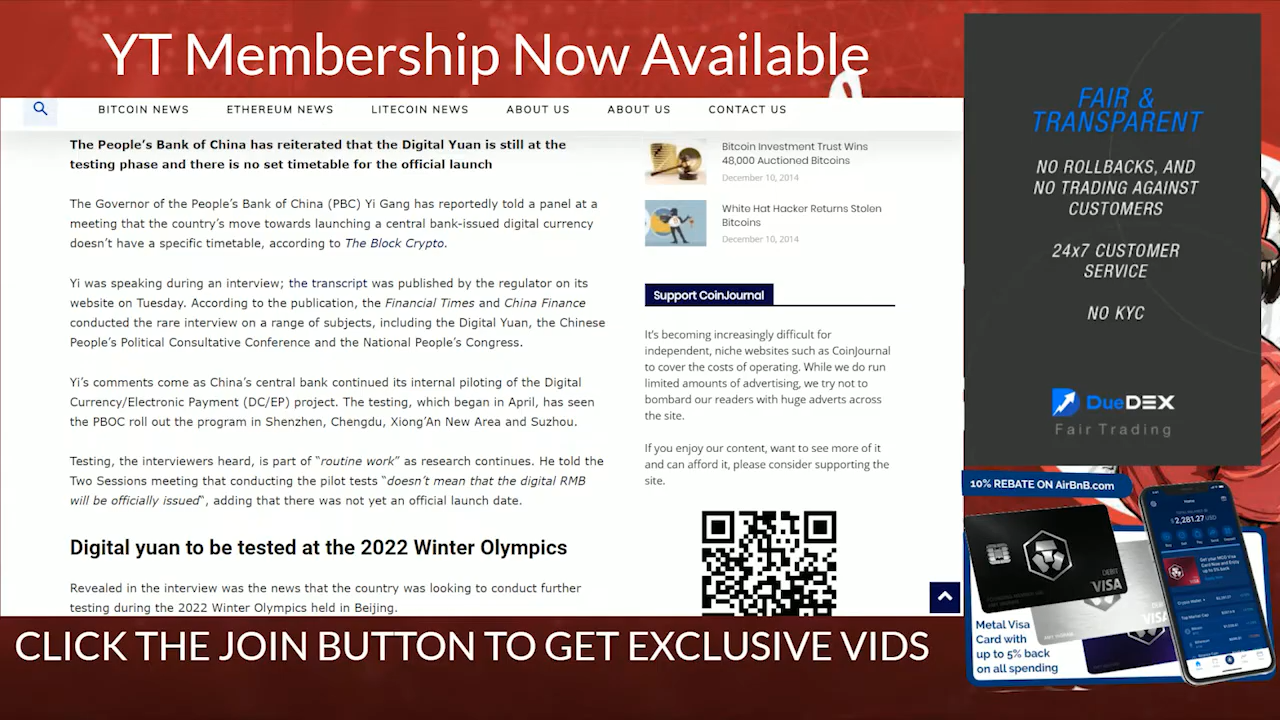 YT Membership Now Available
BITCOIN NEWS ETHEREUM NEWS LITECOIN NEWS ABOUT US ABOUT US CONTACT US
The People's Bank of China has reiterated that the Digital Yuan is still at the
testing phase and there is no set timetable for the official launch
The Governor of the People's Bank of China (PBC) Yi Gang has reportedly told a panel at a
meeting that the country's move towards launching a central bank-issued digital currency
doesn't have a specific timetable, according to The Block Crypto.
Yi was speaking during an interview; the transcript was published by the regulator on its
website on Tuesday. According to the publication, the Financial Times and China Finance
conducted the rare interview on a range of subjects, including the Digital Yuan, the Chinese
People's Political Consultative Conference and the National People's Congress.
Yi's comments come as China's central bank continued its internal piloting of the Digital
Currency/Electronic Payment (DC/EP) project. The testing, which began in April, has seen
the PBOC roll out the program in Shenzhen, Chengdu, Xiong'An New Area and Suzhou.
Testing, the interviewers heard, is part of "routine work" as research continues. He told the
Two Sessions meeting that conducting the pilot tests "doesn't mean that the digital RMB
will be officially issued", adding that there was not yet an official launch date.
Digital yuan to be tested at the 2022 Winter Olympics
Revealed in the interview was the news that the country was looking to conduct further
testing during the 2022 Winter Olympics held in Beijing.
Bitcoin Investment Trust Wins
48,000 Auctioned Bitcoins
December 10, 2014
White Hat Hacker Returns Stolen
Bitcoins
December 10, 2014
Support CoinJournal
It's becoming increasingly difficult for
independent, niche websites such as CoinJournal
to cover the costs of operating. While we do run
limited amounts of advertising, we try not to
bombard our readers with huge adverts across
the site.
If you enjoy our content, want to see more of it
and can afford it, please consider supporting the
site.
FAIR &
TRANSPARENT
NO ROLLBACKS, AND
NO TRADING AGAINST
CUSTOMERS
24x7 CUSTOMER
SERVICE
NO KYC
DueDEX
Fair Trading
10% REBATE ON AirBnB.com
$2,281.27 USD
DEBIT
VISA
VISA
Metal Visa
Card with
up to 5% back
on all spending
CLICK THE JOIN BUTTON TO GET EXCLUSIVE VIDS